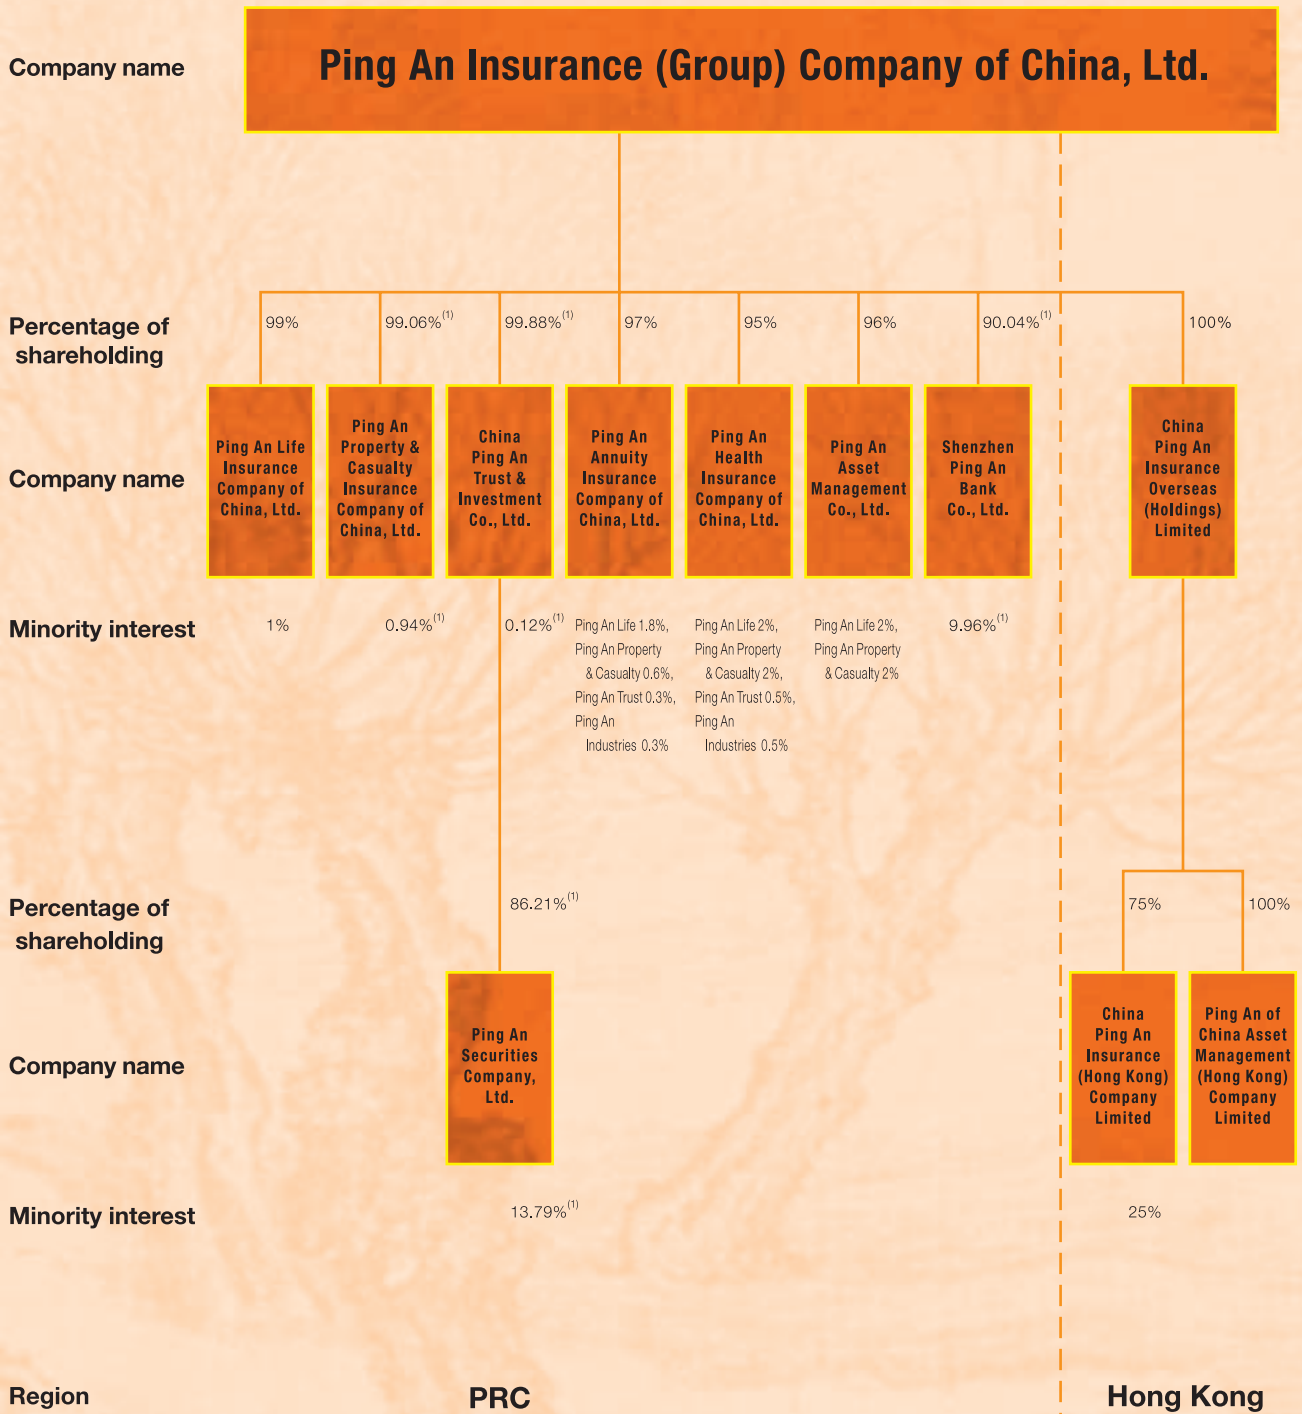 Company name
Ping An Insurance (Group) Company of China, Ltd.
Percentage of
shareholding
99%
99.06%(1)
99.88%(1)
97%
95%
96%
90.04%(1)
100%
Company name
Ping An Life
Insurance
Company of
China, Ltd.
Ping An
Property &
Casualty
Insurance
Company of
China, Ltd.
China
Ping An
Trust &
Investment
Co., Ltd.
Ping An
Annuity
Insurance
Company of
China, Ltd.
Ping An
Health
Insurance
Company of
China, Ltd.
Ping An
Asset
Management
Co., Ltd.
Shenzhen
Ping An
Bank
Co., Ltd.
China
Ping An
Insurance
Overseas
(Holdings)
Limited
Minority interest
1%
0.94%(1)
0.12%(1)
Ping An Life 1.8%,
Ping An Property
& Casualty 0.6%,
Ping An Trust 0.3%,
Ping An
Industries 0.3%
Ping An Life 2%,
Ping An Property
& Casualty 2%,
Ping An Trust 0.5%,
Ping An
Industries 0.5%
Ping An Life 2%,
Ping An Property
& Casualty 2%
9.96%(1)
Percentage of
shareholding
86.21%(1)
75%
100%
Company name
Ping An
Securities
Company,
Ltd.
China
Ping An
Insurance
(Hong Kong)
Company
Limited
Ping An of
China Asset
Management
(Hong Kong)
Company
Limited
Minority interest
13.79%(1)
25%
Region
PRC
Hong Kong